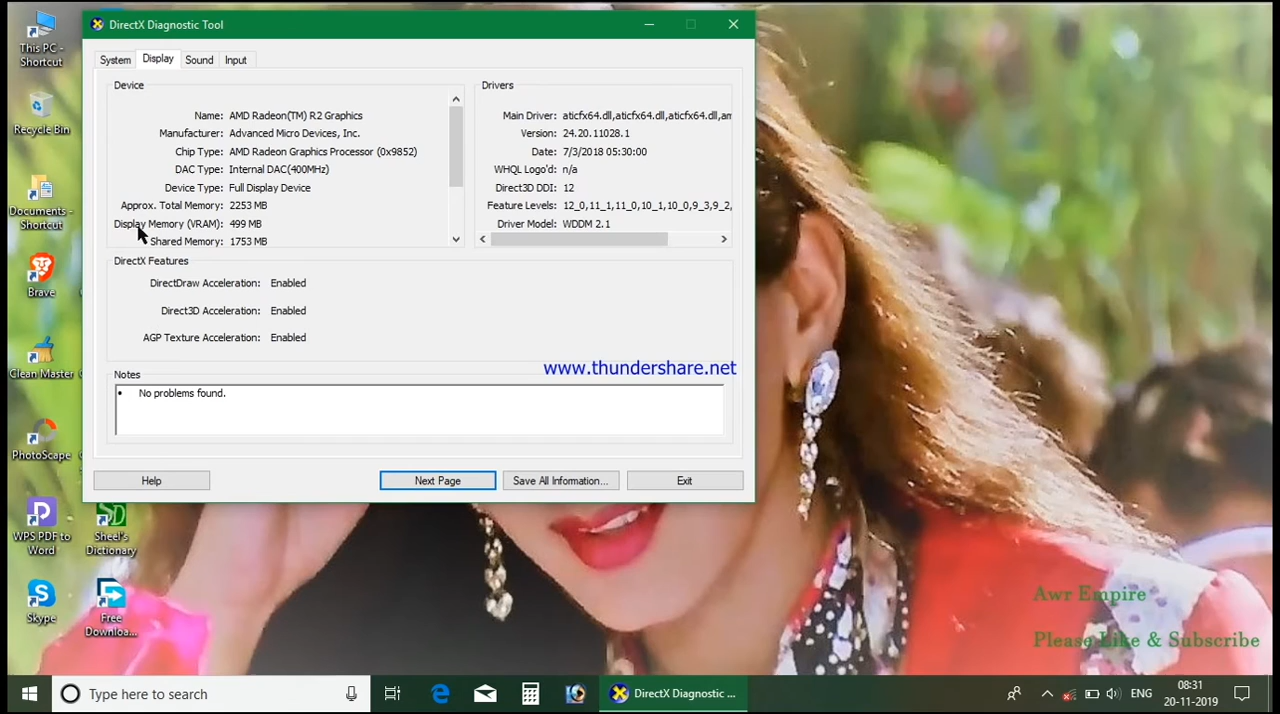 This PC -
Shortcut
Recycle Bin
Documents -
Shortcut
Brave
Clean Master
PhotoScape
WPS PDF to
Word
Sheel's
Dictionary
Skype
Free
Downloa...
DirectX Diagnostic Tool
System Display Sound Input
Device
Name: AMD Radeon(TM) R2 Graphics
Manufacturer: Advanced Micro Devices, Inc.
Chip Type: AMD Radeon Graphics Processor (0x9852)
DAC Type: Internal DAC(400MHz)
Device Type: Full Display Device
Approx. Total Memory: 2253 MB
Display Memory (VRAM): 499 MB
Shared Memory: 1753 MB
Drivers
Main Driver: aticfx64.dll,aticfx64.dll,aticfx64.dll,am
Version: 24.20.11028.1
Date: 7/3/2018 05:30:00
WHQL Logo'd: n/a
Direct3D DDI: 12
Feature Levels: 12_0,11_1,11_0,10_1,10_0,9_3,9_2,
Driver Model: WDDM 2.1
DirectX Features
DirectDraw Acceleration: Enabled
Direct3D Acceleration: Enabled
AGP Texture Acceleration: Enabled
www.thundershare.net
Notes
• No problems found.
Help Next Page Save All Information... Exit
Awr Empire
Please Like & Subscribe
Type here to search
DirectX Diagnostic ...
ENG
08:31
20-11-2019